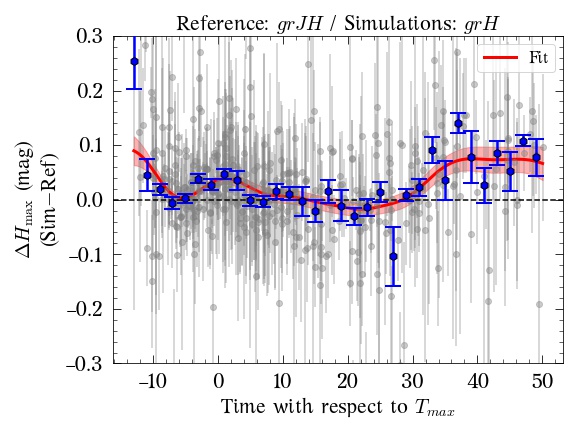 Reference: grJH / Simulations: grH
Fit
0.3
0.2
0.1
0.0
−0.1
−0.2
−0.3
ΔHmax (mag)
(Sim−Ref)
−10 0 10 20 30 40 50
Time with respect to Tmax